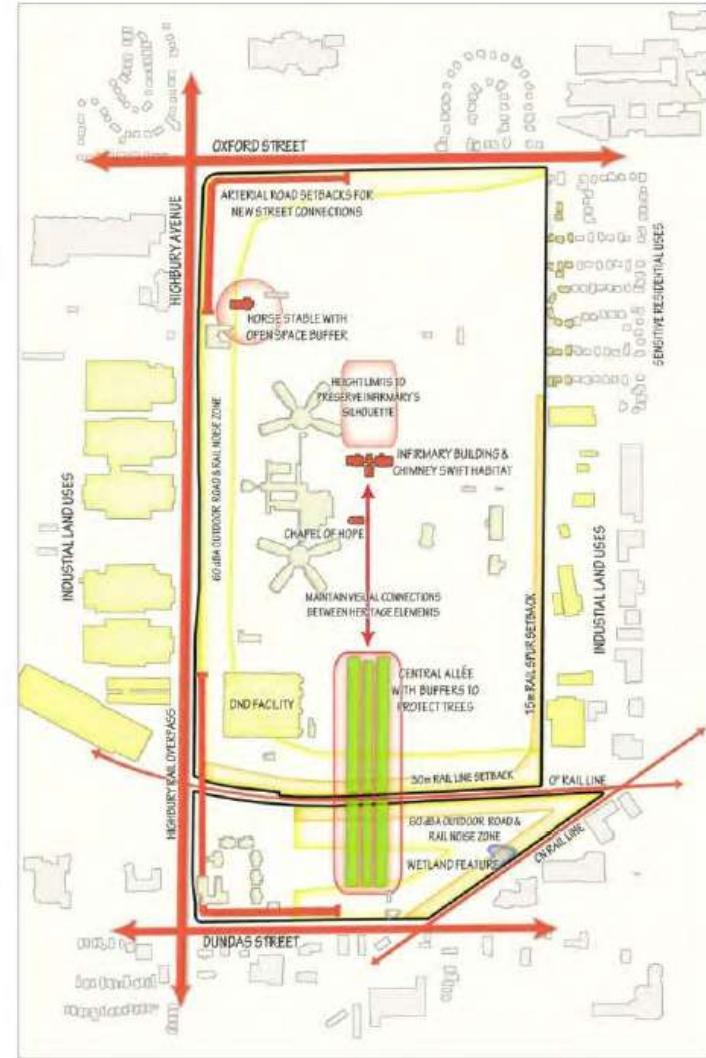 OXFORD STREET
ARTERIAL ROAD SETBACKS FOR
NEW STREET CONNECTIONS
HIGHBURY AVENUE
SENSITIVE RESIDENTIAL USES
HORSE STABLE WITH
OPEN SPACE BUFFER
HEIGHT LIMITS TO
PRESERVE INFIRMARY'S
SILHOUETTE
INFIRMARY BUILDING &
CHIMNEY SWIFT HABITAT
60 dBA OUTDOOR ROAD & RAIL NOISE ZONE
CHAPEL OF HOPE
INDUSTIAL LAND USES
INDUSTIAL LAND USES
MAINTAIN VISUAL CONNECTIONS
BETWEEN HERITAGE ELEMENTS
15m RAIL SPUR SETBACK
CENTRAL ALLÉE
WITH BUFFERS TO
PROTECT TREES
DND FACILITY
HIGHBURY RAIL OVERPASS
30m RAIL LINE SETBACK
CP RAIL LINE
60 dBA OUTDOOR ROAD &
RAIL NOISE ZONE
WETLAND FEATURE
CN RAIL LINE
DUNDAS STREET